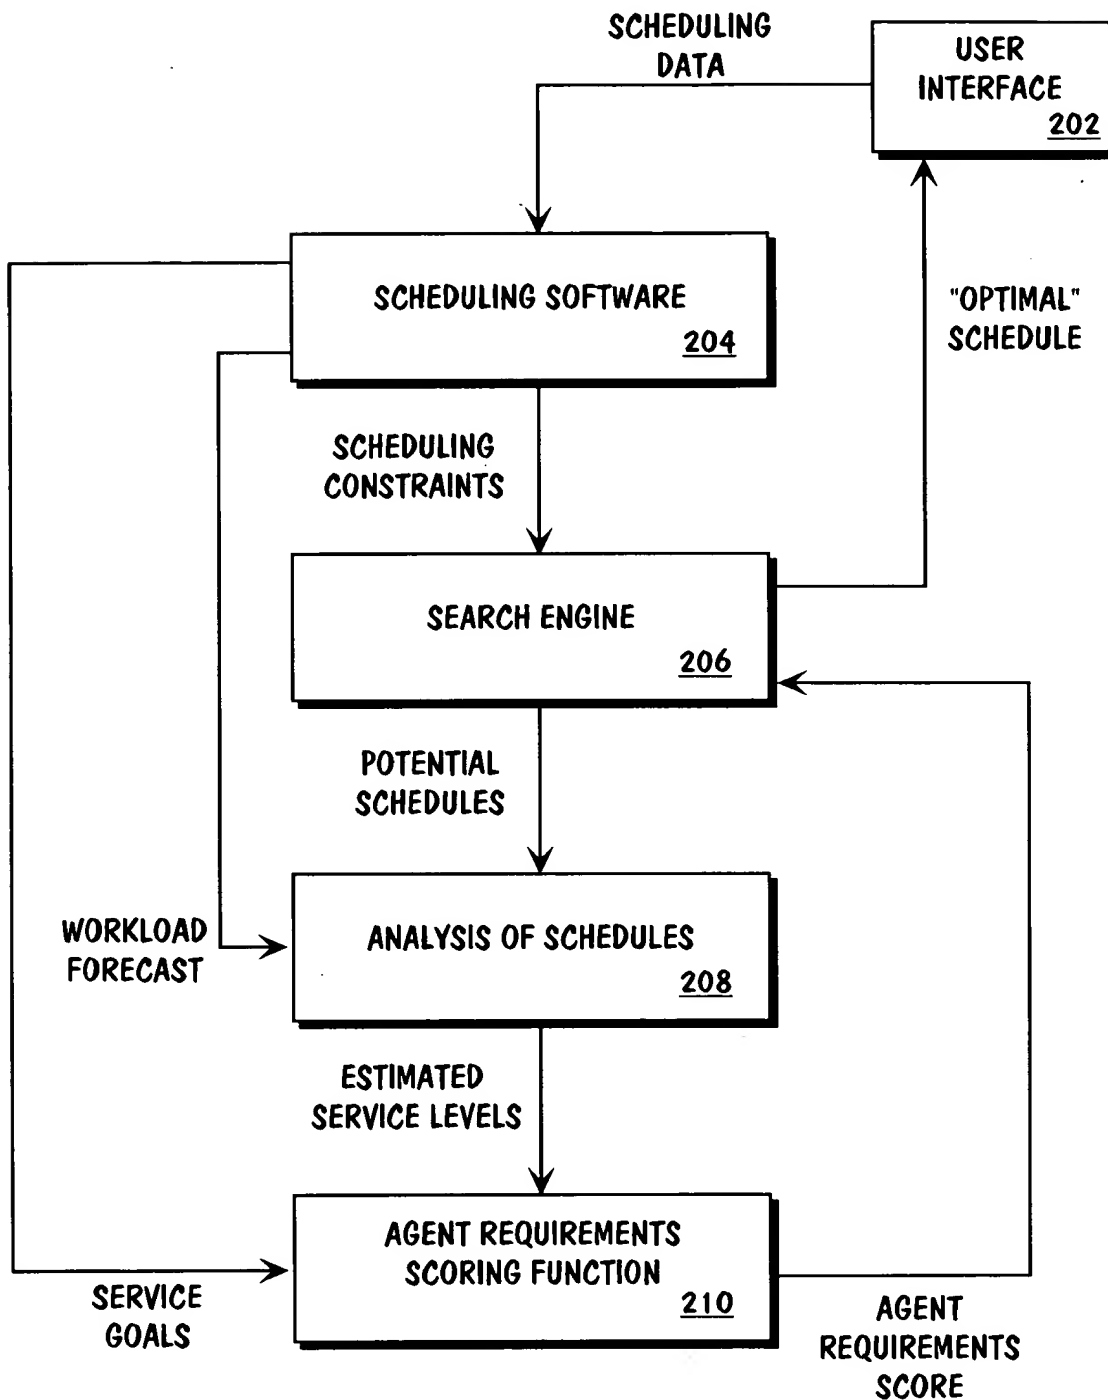 SCHEDULING
DATA
USER
INTERFACE
202
SCHEDULING SOFTWARE
204
"OPTIMAL"
SCHEDULE
SCHEDULING
CONSTRAINTS
SEARCH ENGINE
206
POTENTIAL
SCHEDULES
WORKLOAD
FORECAST
ANALYSIS OF SCHEDULES
208
ESTIMATED
SERVICE LEVELS
AGENT REQUIREMENTS
SCORING FUNCTION
210
SERVICE
GOALS
AGENT
REQUIREMENTS
SCORE